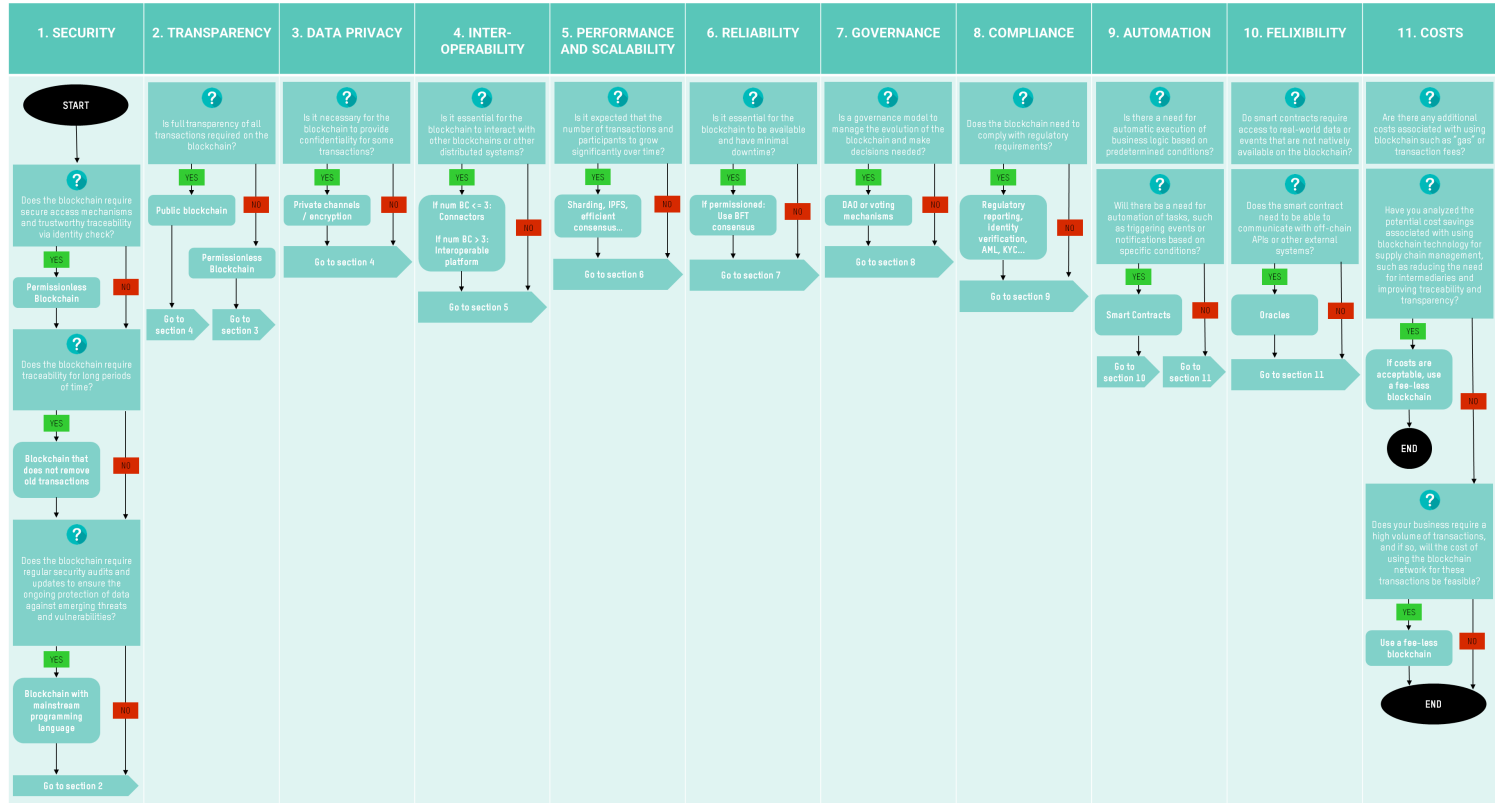 1. SECURITY
START
?
Does the blockchain require
secure access mechanisms
and trustworthy traceability
via identity check?
YES
NO
Permissionless
Blockchain
?
Does the blockchain require
traceability for long periods
of time?
YES
NO
Blockchain that
does not remove
old transactions
?
Does the blockchain require
regular security audits and
updates to ensure the
ongoing protection of data
against emerging threats
and vulnerabilities?
YES
NO
Blockchain with
mainstream
programming
language
Go to section 2
2. TRANSPARENCY
?
Is full transparency of all
transactions required on the
blockchain?
YES
NO
Public blockchain
Permissionless
Blockchain
Go to
section 4
Go to
section 3
3. DATA PRIVACY
?
Is it necessary for the
blockchain to provide
confidentiality for some
transactions?
YES
NO
Private channels
/ encryption
Go to section 4
4. INTER-
OPERABILITY
?
Is it essential for the
blockchain to interact with
other blockchains or other
distributed systems?
YES
NO
If num BC <= 3:
Connectors
If num BC > 3:
Interoperable
platform
Go to section 5
5. PERFORMANCE
AND SCALABILITY
?
Is it expected that the
number of transactions and
participants to grow
significantly over time?
YES
NO
Sharding, IPFS,
efficient
consensus...
Go to section 6
6. RELIABILITY
?
Is it essential for the
blockchain to be available
and have minimal
downtime?
YES
NO
If permissioned:
Use BFT
consensus
Go to section 7
7. GOVERNANCE
?
Is a governance model to
manage the evolution of the
blockchain and make
decisions needed?
YES
NO
DAO or voting
mechanisms
Go to section 8
8. COMPLIANCE
?
Does the blockchain need to
comply with regulatory
requirements?
YES
NO
Regulatory
reporting,
identity
verification,
AML, KYC...
Go to section 9
9. AUTOMATION
?
Is there a need for
automatic execution of
business logic based on
predetermined conditions?
?
Will there be a need for
automation of tasks, such
as triggering events or
notifications based on
specific conditions?
YES
NO
Smart Contracts
Go to
section 10
Go to
section 11
10. FELIXIBILITY
?
Do smart contracts require
access to real-world data or
events that are not natively
available on the blockchain?
?
Does the smart contract
need to be able to
communicate with off-chain
APIs or other external
systems?
YES
NO
Oracles
Go to section 11
11. COSTS
?
Are there any additional
costs associated with using
blockchain such as "gas" or
transaction fees?
?
Have you analyzed the
potential cost savings
associated with using
blockchain technology for
supply chain management,
such as reducing the need
for intermediaries and
improving traceability and
transparency?
YES
NO
If costs are
acceptable, use
a fee-less
blockchain
END
?
Does your business require a
high volume of transactions,
and if so, will the cost of
using the blockchain
network for these
transactions be feasible?
YES
NO
Use a fee-less
blockchain
END